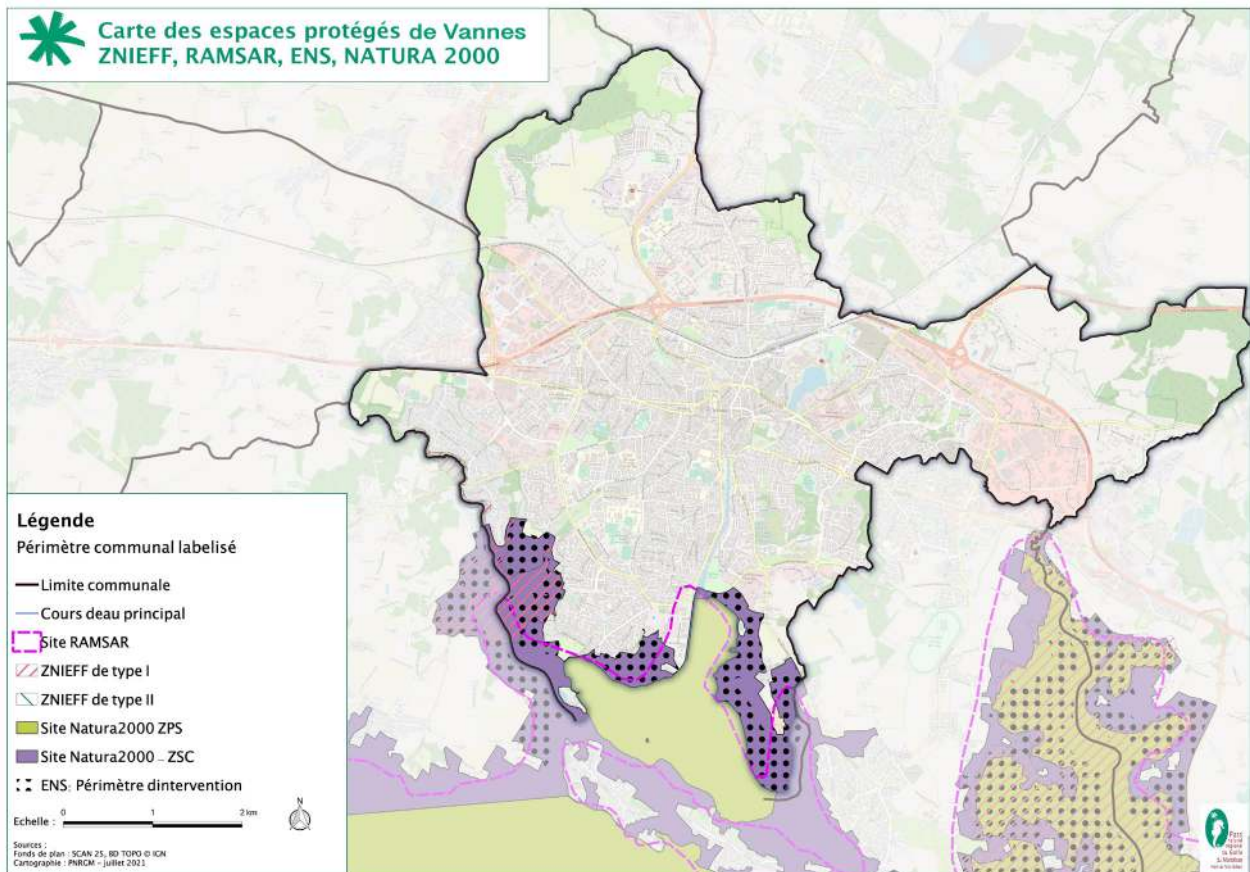 Carte des espaces protégés de Vannes
ZNIEFF, RAMSAR, ENS, NATURA 2000
Légende
Périmètre communal labelisé
Limite communale
Cours deau principal
Site RAMSAR
ZNIEFF de type I
ZNIEFF de type II
Site Natura2000 ZPS
Site Natura2000 – ZSC
ENS: Périmètre dintervention
Echelle : 0 1 2 km
N
Sources :
Fonds de plan : SCAN 25, BD TOPO © IGN
Cartographie : PNRGM – juillet 2021
Parc